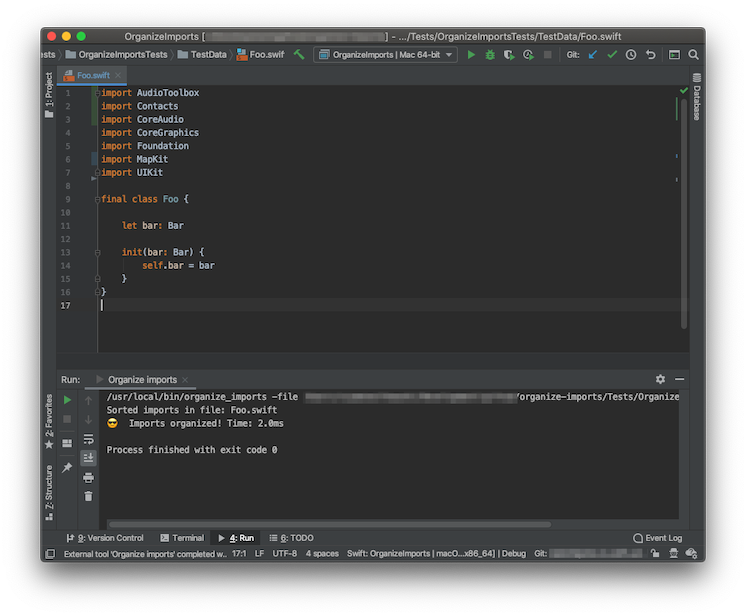 OrganizeImports [ ] - .../Tests/OrganizeImportsTests/TestData/Foo.swift
sts OrganizeImportsTests TestData Foo.swif OrganizeImports | Mac 64-bit Git:
Foo.swift
1: Project
Database
1 import AudioToolbox
2 import Contacts
3 import CoreAudio
4 import CoreGraphics
5 import Foundation
6 import MapKit
7 import UIKit
8
9 final class Foo {
10
11 let bar: Bar
12
13 init(bar: Bar) {
14 self.bar = bar
15 }
16 }
17
Run: Organize imports
/usr/local/bin/organize_imports -file /organize-imports/Tests/Organize
Sorted imports in file: Foo.swift
😎 Imports organized! Time: 2.0ms
Process finished with exit code 0
2: Favorites
7: Structure
9: Version Control Terminal 4: Run 6: TODO Event Log
External tool 'Organize imports' completed w.. 17:1 LF UTF-8 4 spaces Swift: OrganizeImports | macO...x86_64] | Debug Git: